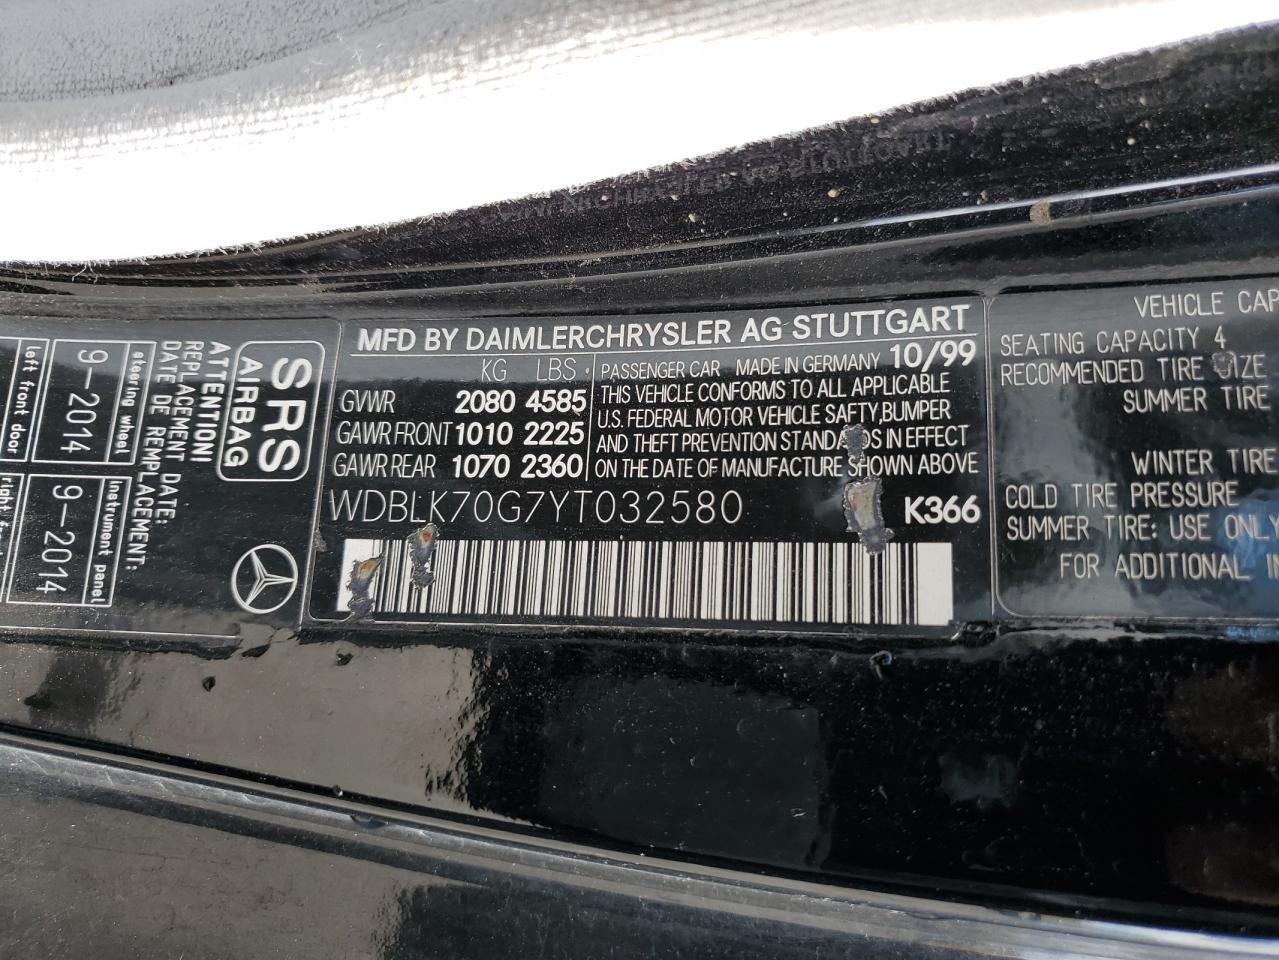 MFD BY DAIMLERCHRYSLER AG STUTTGART
KG LBS.
GVWR 2080 4585
GAWR FRONT 1010 2225
GAWR REAR 1070 2360
PASSENGER CAR MADE IN GERMANY 10/99
THIS VEHICLE CONFORMS TO ALL APPLICABLE
U.S. FEDERAL MOTOR VEHICLE SAFTY, BUMPER
AND THEFT PREVENTION IN EFFECT
ON THE DATE OF MANUFACTURE SHOWN ABOVE
WDBLK70G7YT032580 K366
SRS
AIRBAG
ATTENTION!
REPLACEMENT DATE:
DATE DE REMPLACEMENT:
steering wheel
9-2014
left front door
instrument panel
9-2014
VEHICLE CAP
SEATING CAPACITY 4
RECOMMENDED TIRE
SUMMER TIRE
WINTER TIRE
COLD TIRE PRESSURE
SUMMER TIRE: USE ONLY
FOR ADDITIONAL IN